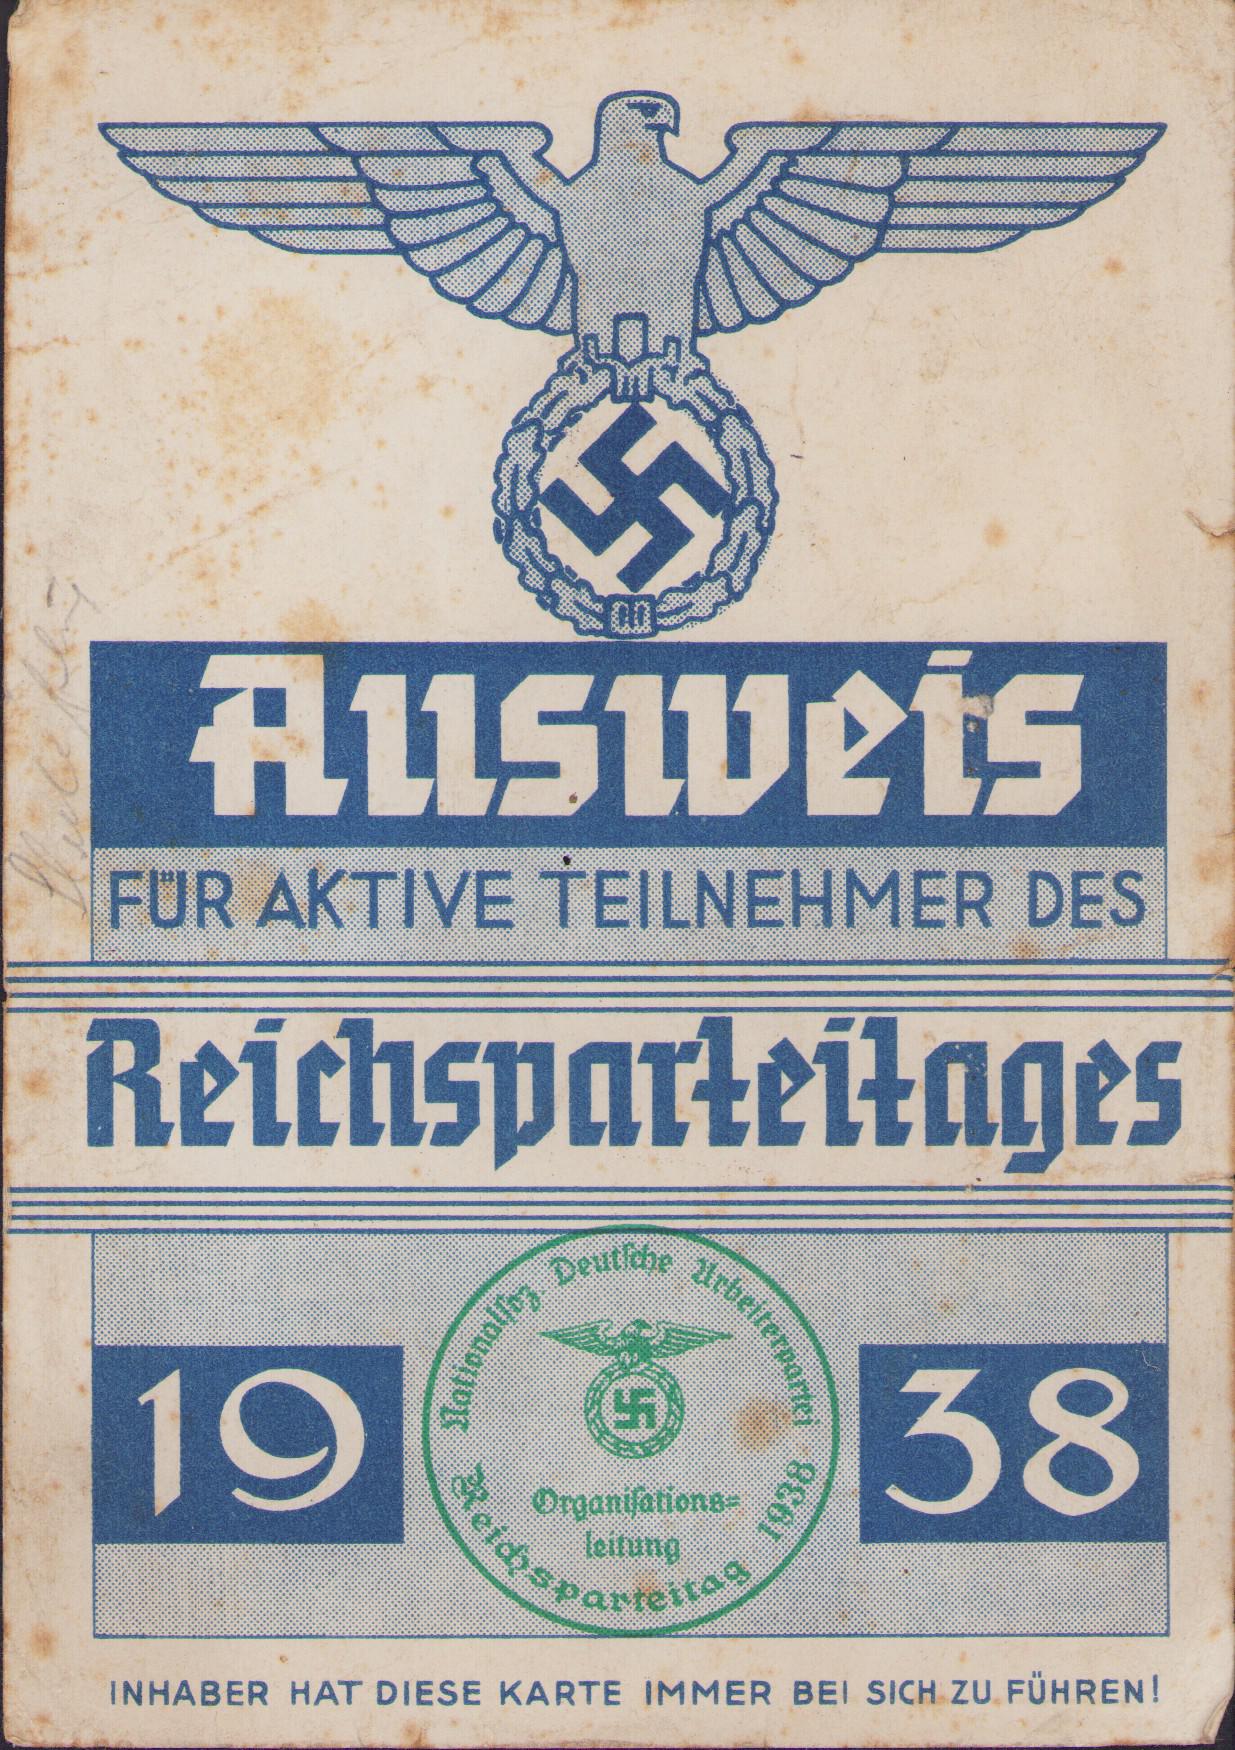 Ausweis
FÜR AKTIVE TEILNEHMER DES
Reichsparteitages
19 38
Nationalsoz Deutsche Arbeiterpartei
Organisations=
leitung
Reichsparteitag 1938
INHABER HAT DIESE KARTE IMMER BEI SICH ZU FÜHREN!